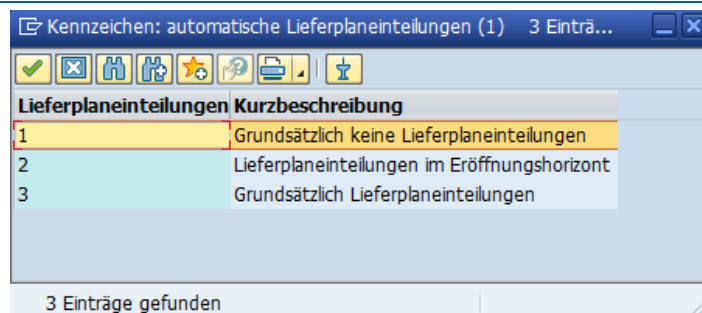 Kennzeichen: automatische Lieferplaneinteilungen (1) 3 Einträ...
Lieferplaneinteilungen Kurzbeschreibung
1 Grundsätzlich keine Lieferplaneinteilungen
2 Lieferplaneinteilungen im Eröffnungshorizont
3 Grundsätzlich Lieferplaneinteilungen
3 Einträge gefunden